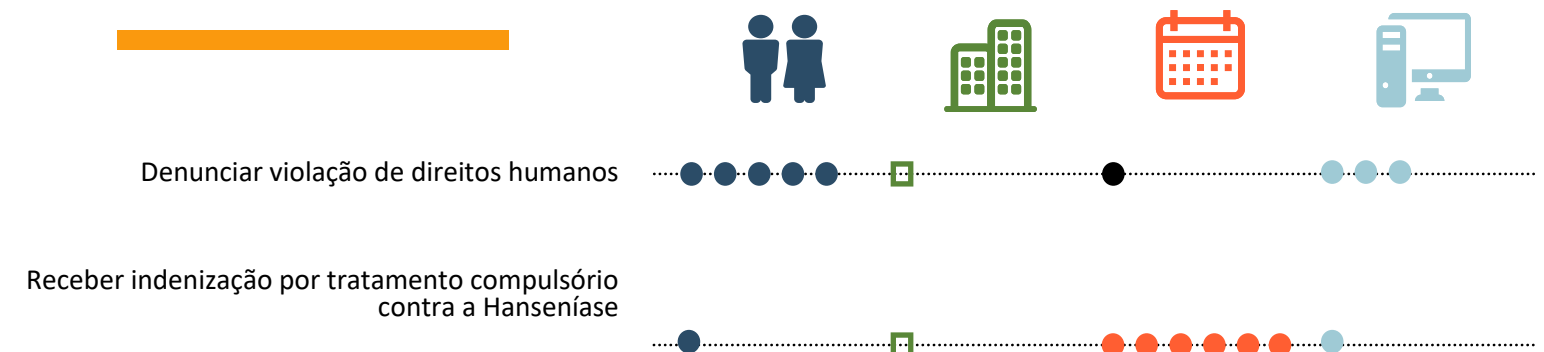 Denunciar violação de direitos humanos
Receber indenização por tratamento compulsório
contra a Hanseníase